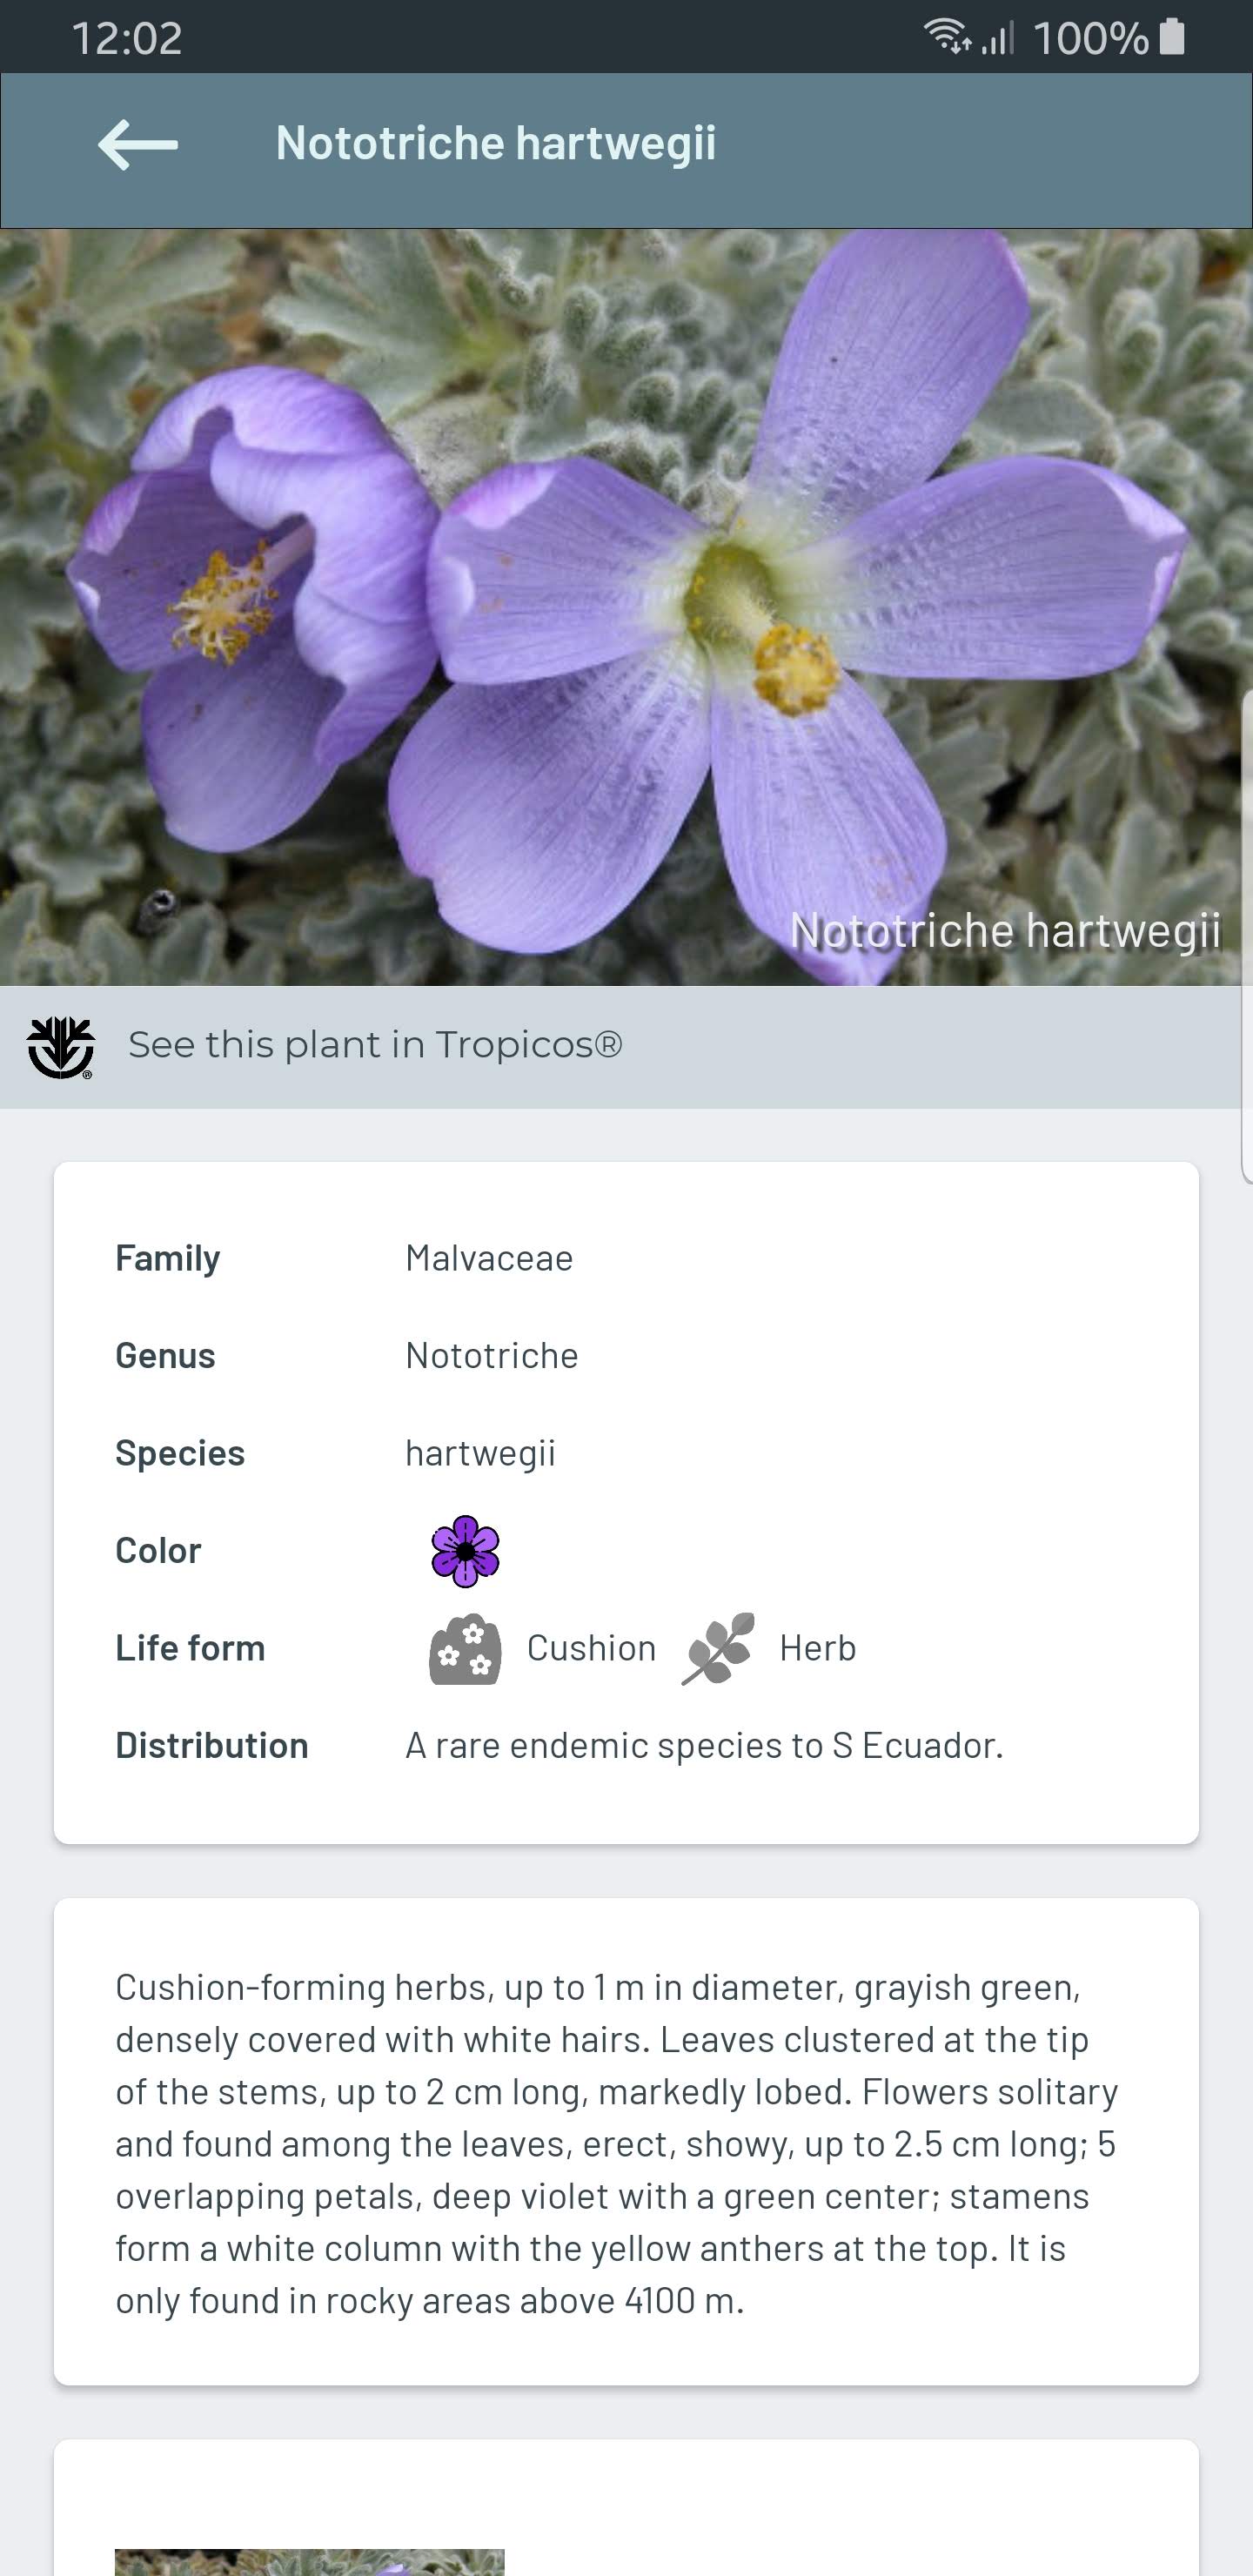 12:02 100%
Nototriche hartwegii
Nototriche hartwegii
® See this plant in Tropicos®
Family Malvaceae
Genus Nototriche
Species hartwegii
Color
Life form Cushion Herb
Distribution A rare endemic species to S Ecuador.
Cushion-forming herbs, up to 1 m in diameter, grayish green,
densely covered with white hairs. Leaves clustered at the tip
of the stems, up to 2 cm long, markedly lobed. Flowers solitary
and found among the leaves, erect, showy, up to 2.5 cm long; 5
overlapping petals, deep violet with a green center; stamens
form a white column with the yellow anthers at the top. It is
only found in rocky areas above 4100 m.